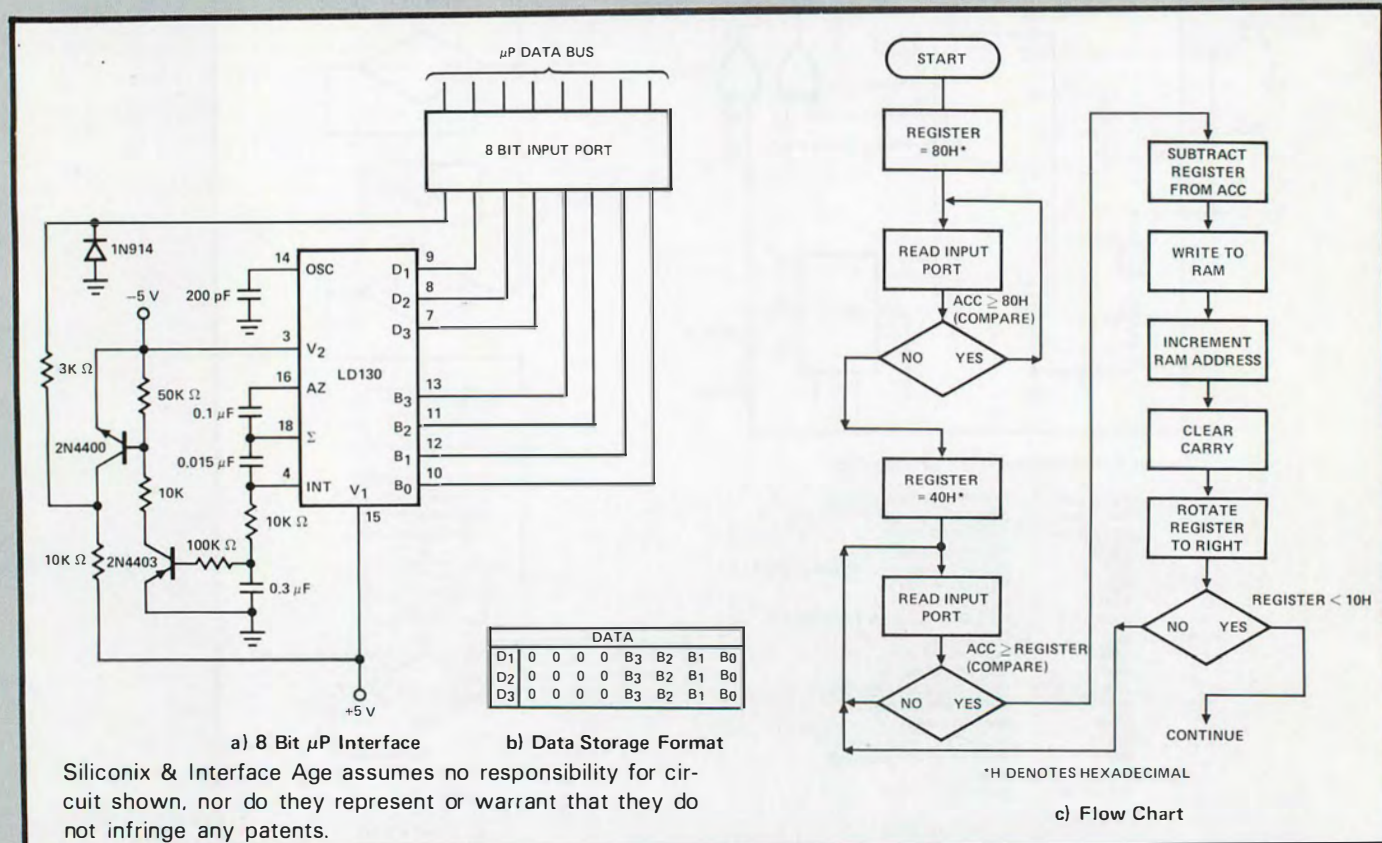 μP DATA BUS
8 BIT INPUT PORT
1N914
14
OSC
200 pF
−5 V
3
V2
3K Ω
50K Ω
16
AZ
LD130
0.1 μF
18
Σ
2N4400
0.015 μF
4
INT
V1
15
10K
10K Ω
10K Ω
2N4403
100K Ω
0.3 μF
D1
9
D2
8
D3
7
B3
13
B2
11
B1
12
B0
10
+5 V
a) 8 Bit μP Interface
DATA
D1 0 0 0 0 B3 B2 B1 B0
D2 0 0 0 0 B3 B2 B1 B0
D3 0 0 0 0 B3 B2 B1 B0
b) Data Storage Format
Siliconix & Interface Age assumes no responsibility for cir-
cuit shown, nor do they represent or warrant that they do
not infringe any patents.
START
REGISTER
= 80H*
READ INPUT
PORT
ACC ≥ 80H
(COMPARE)
NO YES
REGISTER
= 40H*
READ INPUT
PORT
ACC ≥ REGISTER
(COMPARE)
NO YES
SUBTRACT
REGISTER
FROM ACC
WRITE TO
RAM
INCREMENT
RAM ADDRESS
CLEAR
CARRY
ROTATE
REGISTER
TO RIGHT
REGISTER < 10H
NO YES
CONTINUE
*H DENOTES HEXADECIMAL
c) Flow Chart